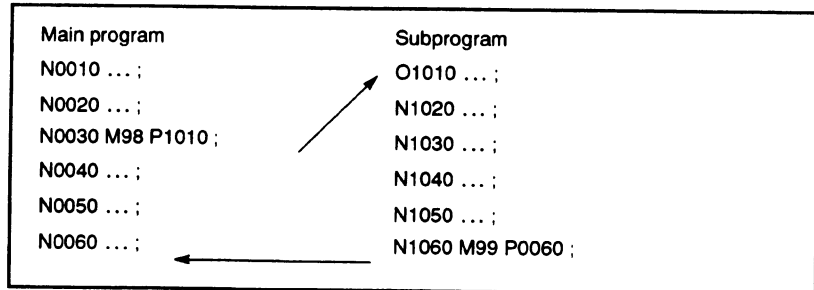 Main program
N0010 ... ;
N0020 ... ;
N0030 M98 P1010 ;
N0040 ... ;
N0050 ... ;
N0060 ... ;
Subprogram
O1010 ... ;
N1020 ... ;
N1030 ... ;
N1040 ... ;
N1050 ... ;
N1060 M99 P0060 ;